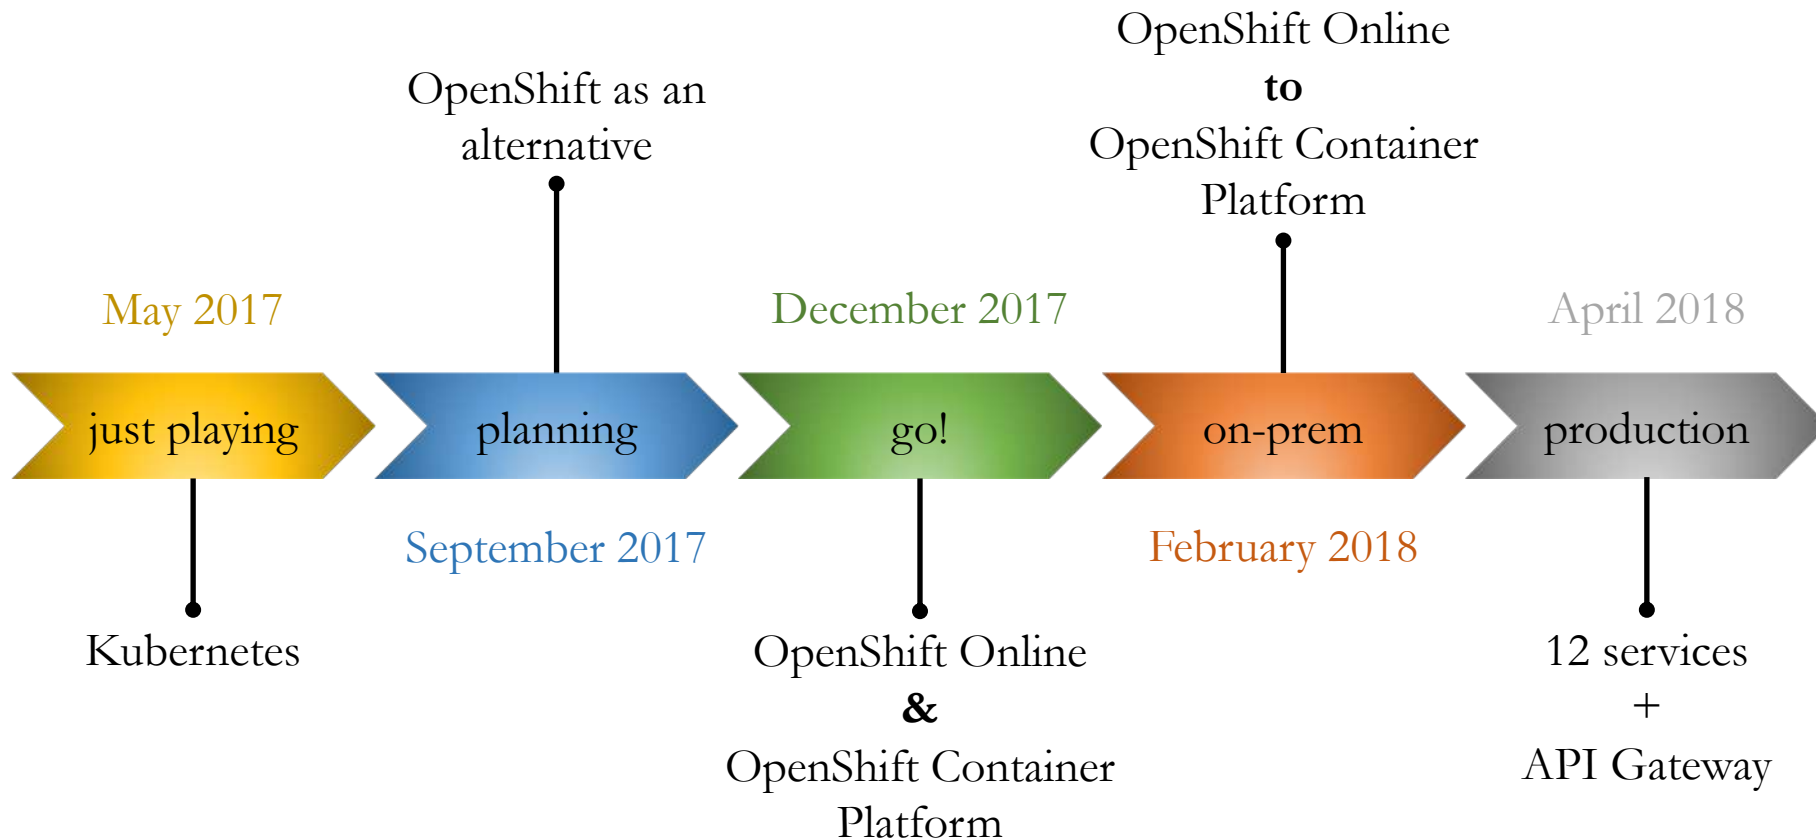 May 2017
just playing
Kubernetes
OpenShift as an
alternative
planning
September 2017
December 2017
go!
OpenShift Online
&
OpenShift Container
Platform
OpenShift Online
to
OpenShift Container
Platform
on-prem
February 2018
April 2018
production
12 services
+
API Gateway